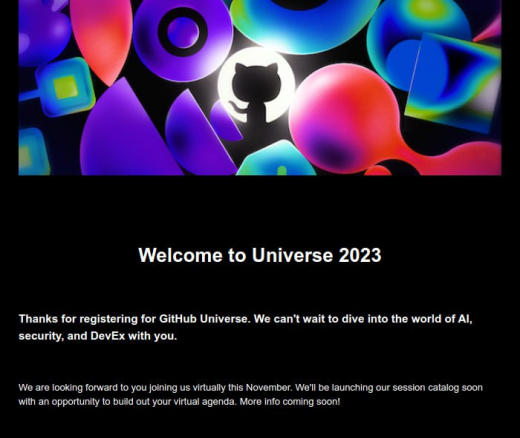 Welcome to Universe 2023
Thanks for registering for GitHub Universe. We can't wait to dive into the world of AI,
security, and DevEx with you.
We are looking forward to you joining us virtually this November. We'll be launching our session catalog soon
with an opportunity to build out your virtual agenda. More info coming soon!